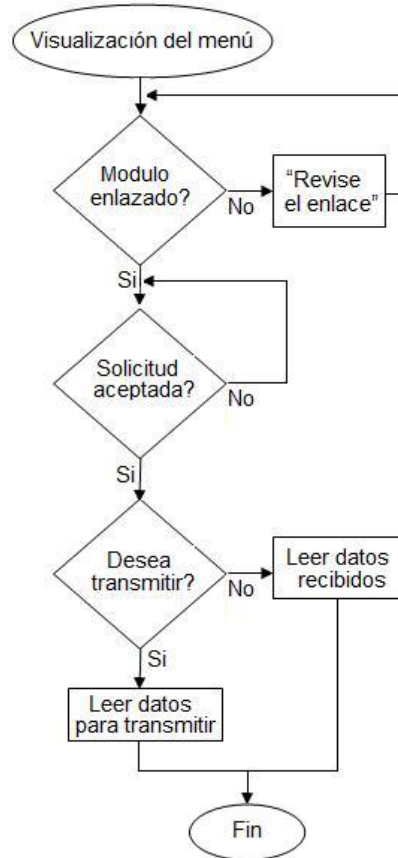 Visualización del menú
Modulo
enlazado?
No
“Revise
el enlace”
Si
Solicitud
aceptada?
No
Si
Desea
transmitir?
No
Leer datos
recibidos
Si
Leer datos
para transmitir
Fin